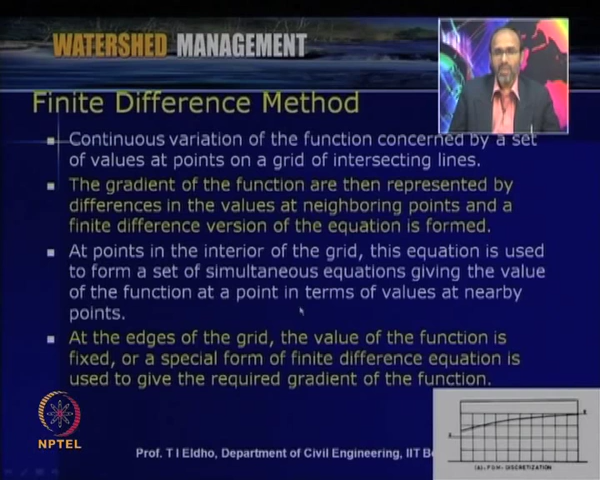 WATERSHED MANAGEMENT
Finite Difference Method
Continuous variation of the function concerned by a set
of values at points on a grid of intersecting lines.
The gradient of the function are then represented by
differences in the values at neighboring points and a
finite difference version of the equation is formed.
At points in the interior of the grid, this equation is used
to form a set of simultaneous equations giving the value
of the function at a point in terms of values at nearby
points.
At the edges of the grid, the value of the function is
fixed, or a special form of finite difference equation is
used to give the required gradient of the function.
NPTEL
Prof. T I Eldho, Department of Civil Engineering, IIT Bo
(a). FDM- DISCRETIZATION